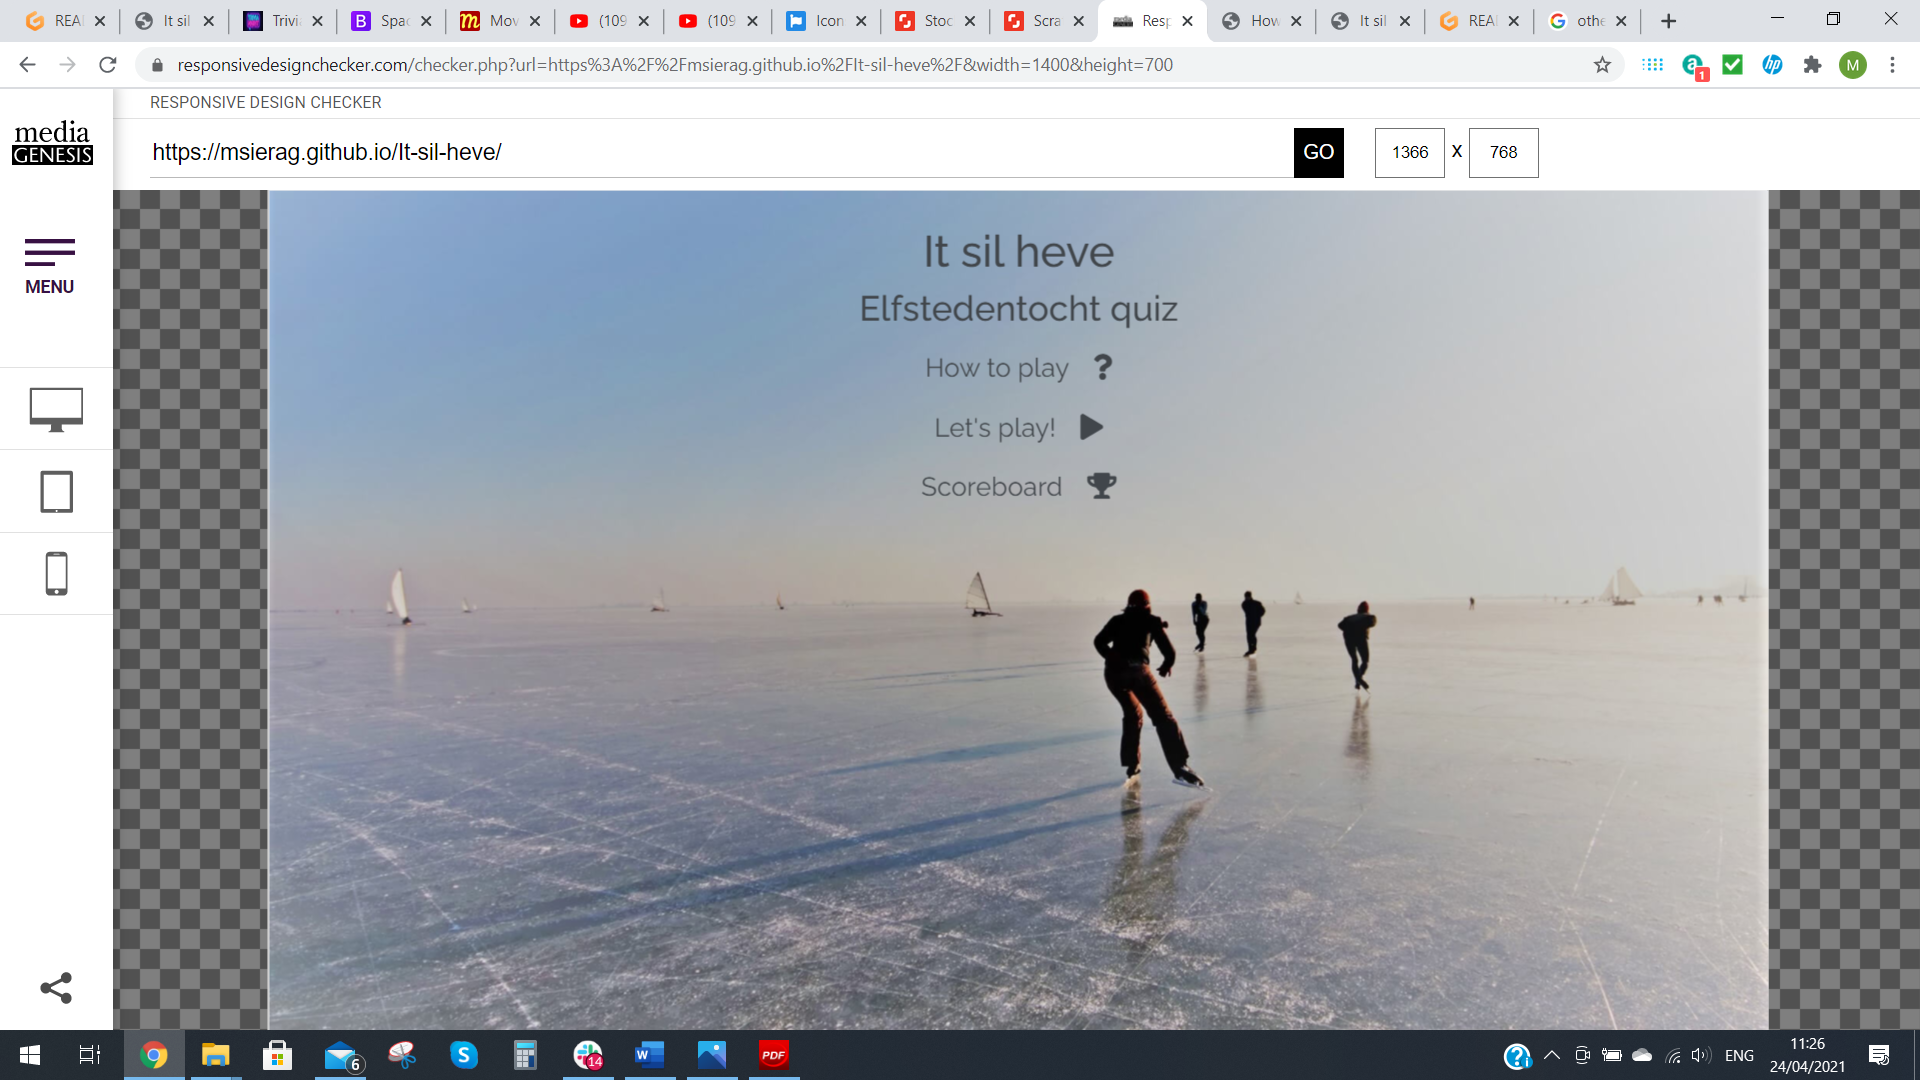 REA
It sil
Trivi
Spac
Mov
(109
(109
Icon
Stoc
Scra
Resp
How
It sil
REA
othe
responsivedesignchecker.com/checker.php?url=https%3A%2F%2Fmsierag.github.io%2FIt-sil-heve%2F&width=1400&height=700
1
hp
M
RESPONSIVE DESIGN CHECKER
media
GENESIS
https://msierag.github.io/It-sil-heve/
GO
1366
X
768
MENU
It sil heve
Elfstedentocht quiz
How to play
Let's play!
Scoreboard
6
14
PDF
ENG
11:26
24/04/2021